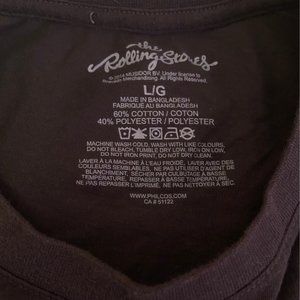 the
Rolling Stones
© 2014 MUSIDOR BV. Under license to
Bravado Merchandising. All Rights Reserved.
L/G
MADE IN BANGLADESH
FABRIQUÉ AU BANGLADESH
60% COTTON / COTON
40% POLYESTER / POLYESTER
MACHINE WASH COLD, WASH WITH LIKE COLOURS,
DO NOT BLEACH, TUMBLE DRY LOW, IRON ON LOW,
DO NOT IRON PRINT, DO NOT DRY CLEAN.
LAVER À LA MACHINE À L'EAU FROIDE, LAVER AVEC DES
COULEURS SEMBLABLES, NE PAS UTILISER D'EAU
DE JAVEL. SÉCHER PAR CULBUTAGE À BASSE
TEMPÉRATURE, REPASSER À BASSE TEMPÉRATURE,
NE PAS REPASSER L'IMPRIMÉ, NE PAS NETTOYER À SEC.
WWW.PHILCOS.COM
CA # 51122